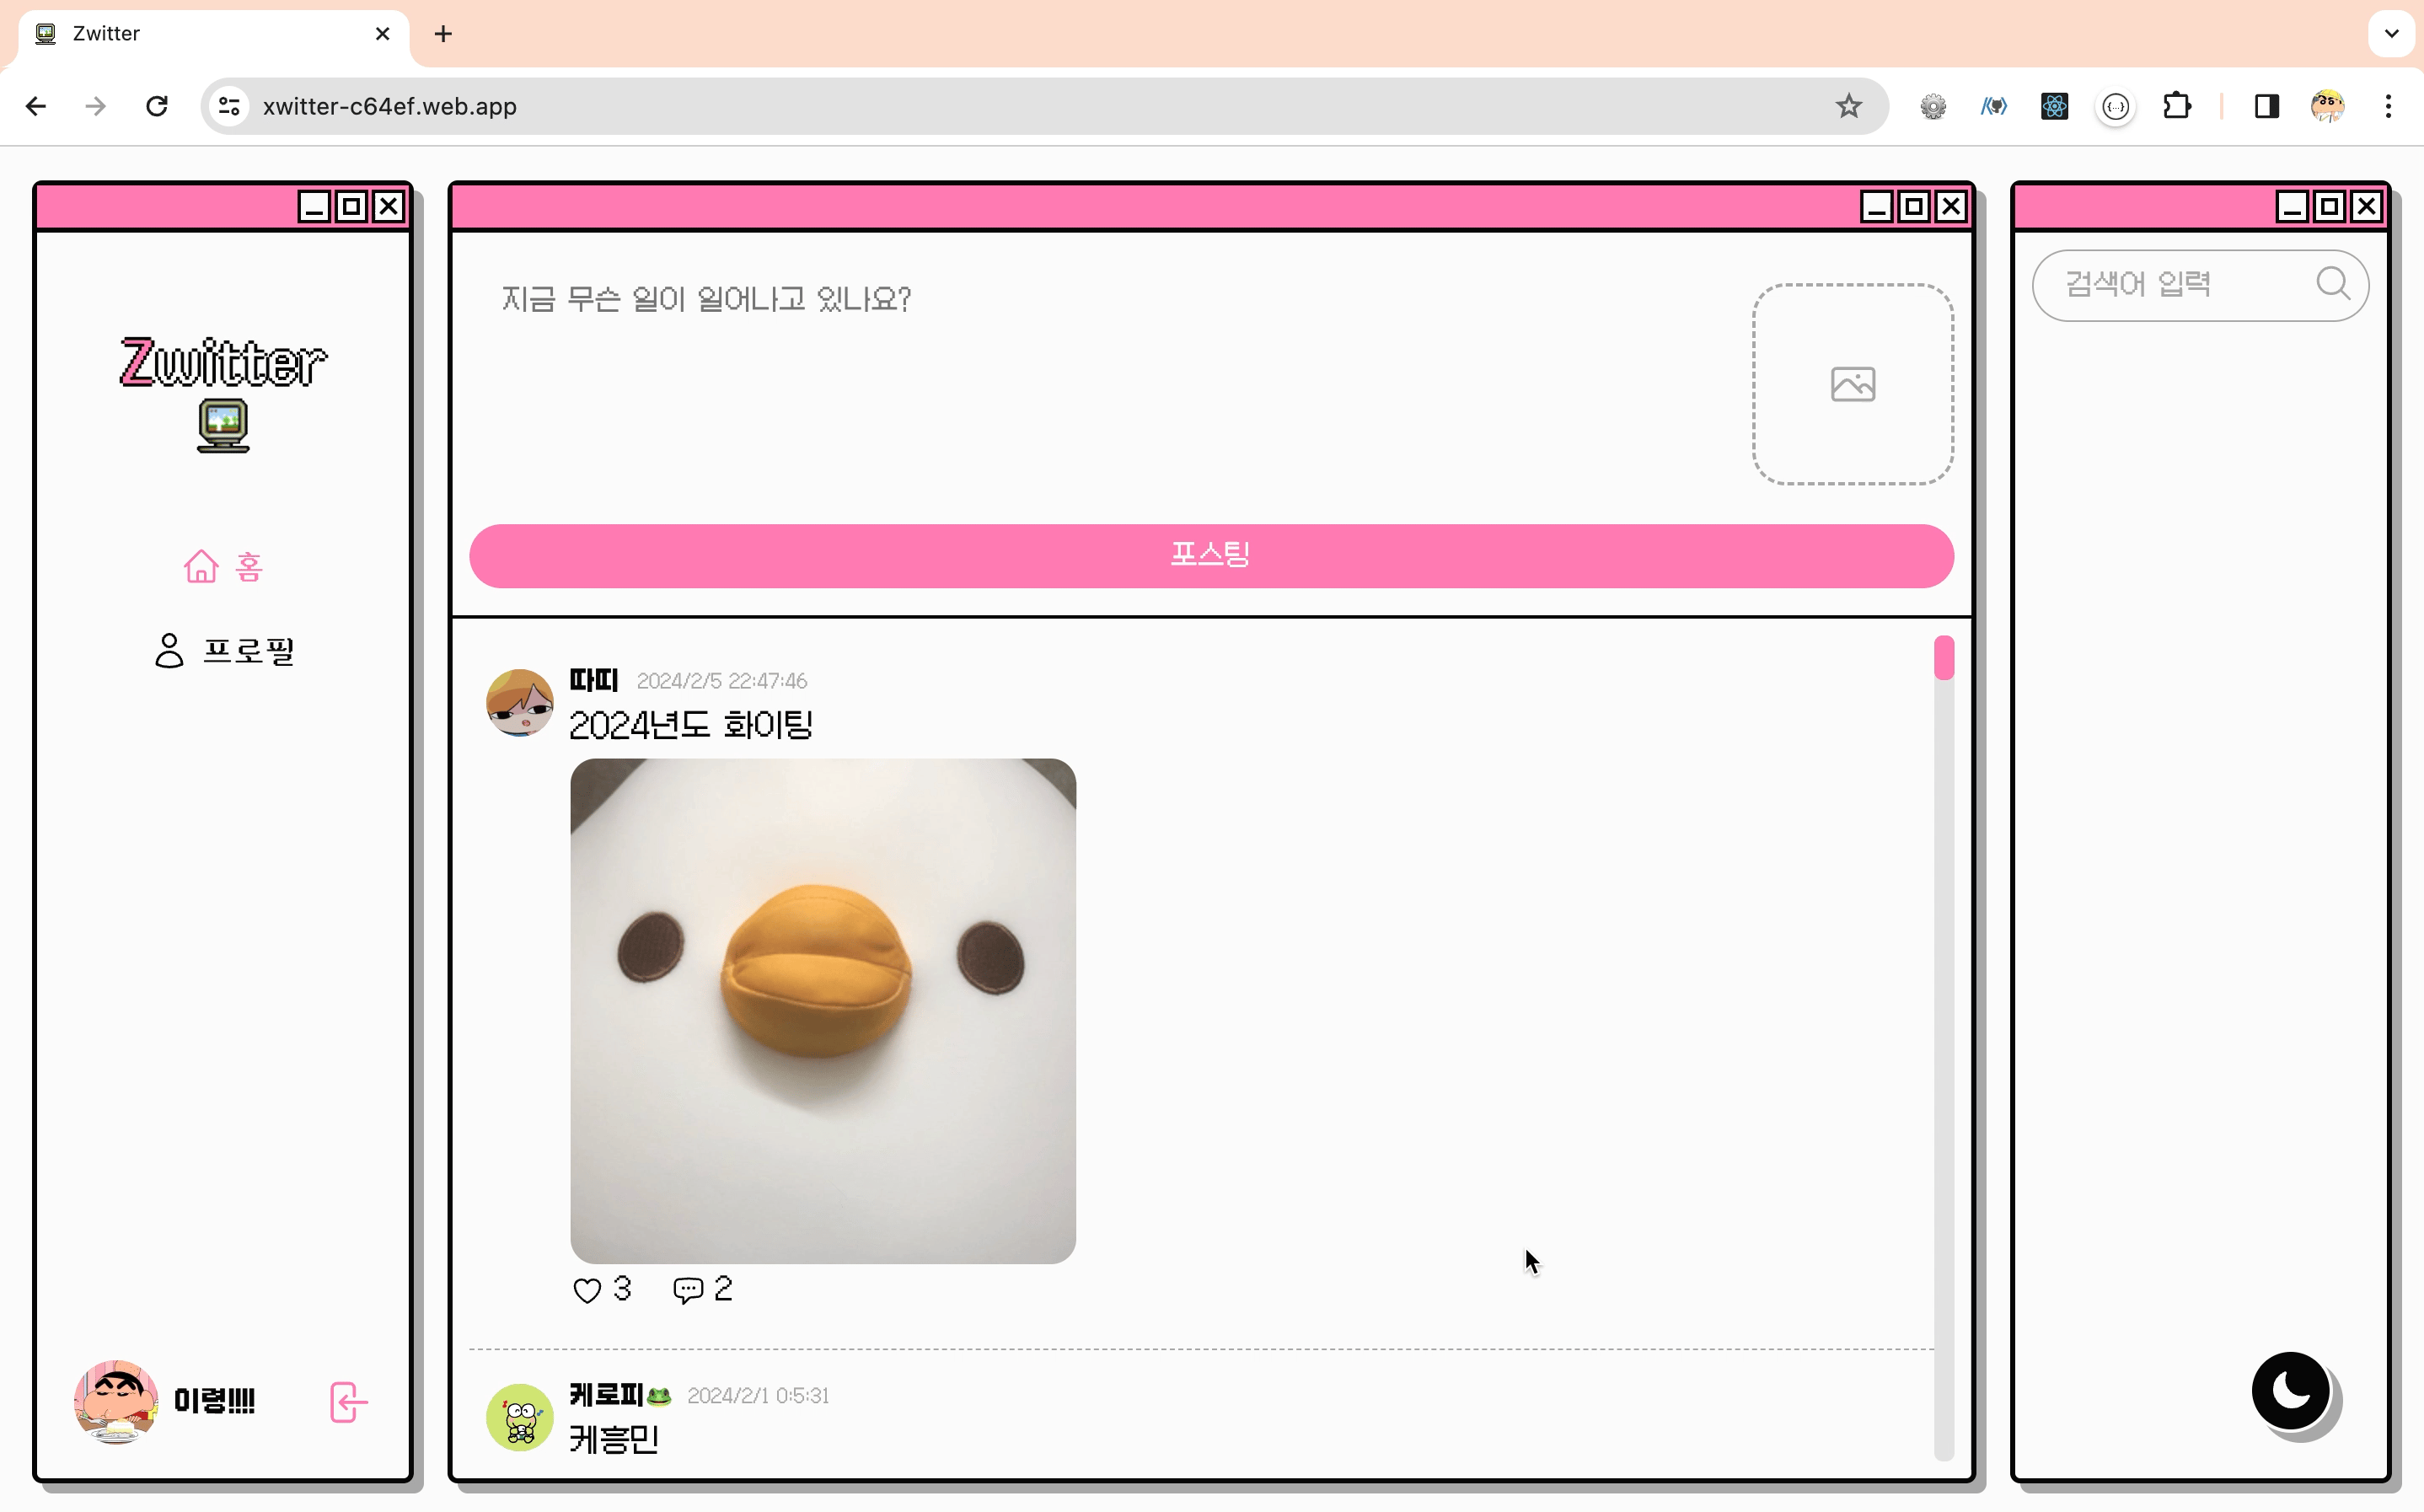 Zwitter
xwitter-c64ef.web.app
Zwitter
홈
프로필
이령!!!!
지금 무슨 일이 일어나고 있나요?
포스팅
따띠 2024/2/5 22:47:46
2024년도 화이팅
3 2
케로피🐸 2024/2/1 0:5:31
케흥민
검색어 입력